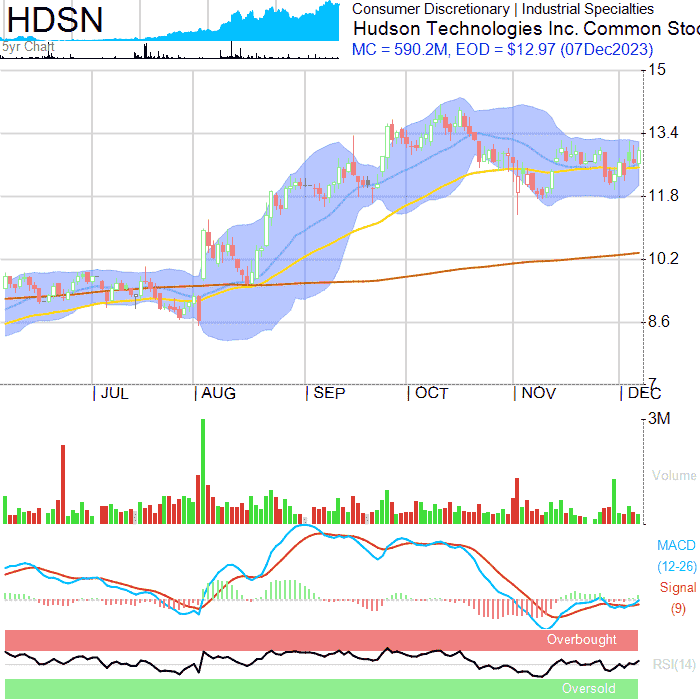 HDSN
5yr Chart
Consumer Discretionary | Industrial Specialties
Hudson Technologies Inc. Common Stoc
MC = 590.2M, EOD = $12.97 (07Dec2023)
15
13.4
11.8
10.2
8.6
7
JUL
AUG
SEP
OCT
NOV
DEC
3M
Volume
MACD
(12-26)
Signal
(9)
Overbought
RSI(14)
Oversold